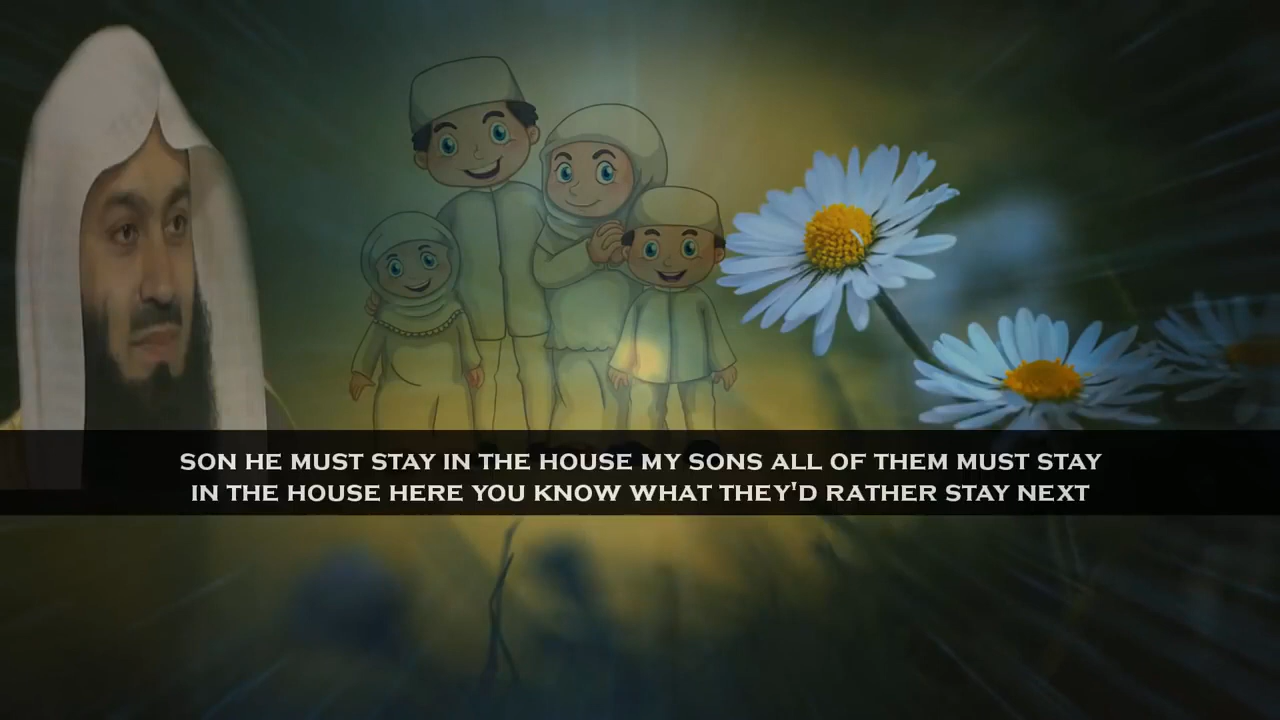 SON HE MUST STAY IN THE HOUSE MY SONS ALL OF THEM MUST STAY
IN THE HOUSE HERE YOU KNOW WHAT THEY'D RATHER STAY NEXT